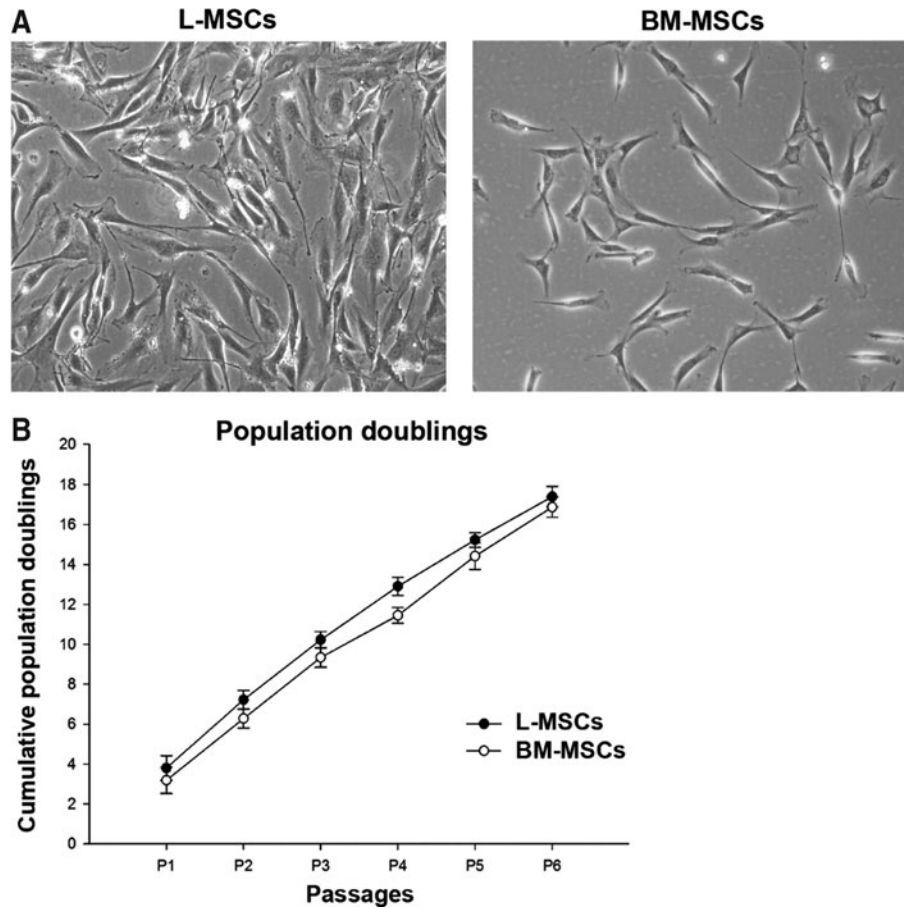 A
L-MSCs
BM-MSCs
B
Population doublings
Cumulative population doublings
20
18
16
14
12
10
8
6
4
2
0
L-MSCs
BM-MSCs
P1 P2 P3 P4 P5 P6
Passages